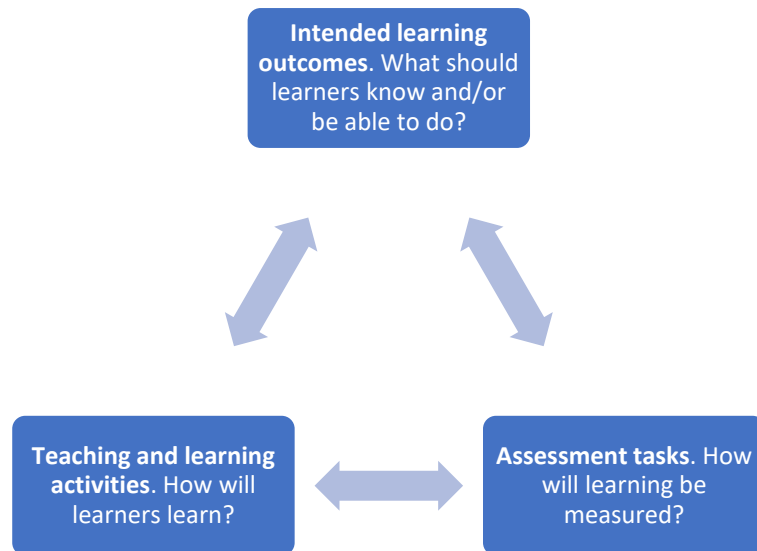 Intended learning
outcomes. What should
learners know and/or
be able to do?
Teaching and learning
activities. How will
learners learn?
Assessment tasks. How
will learning be
measured?